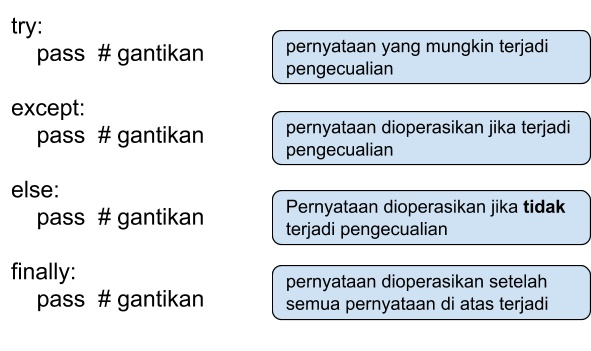 try:
pass # gantikan
pernyataan yang mungkin terjadi
pengecualian
except:
pass # gantikan
pernyataan dioperasikan jika terjadi
pengecualian
else:
pass # gantikan
Pernyataan dioperasikan jika tidak
terjadi pengecualian
finally:
pass # gantikan
pernyataan dioperasikan setelah
semua pernyataan di atas terjadi